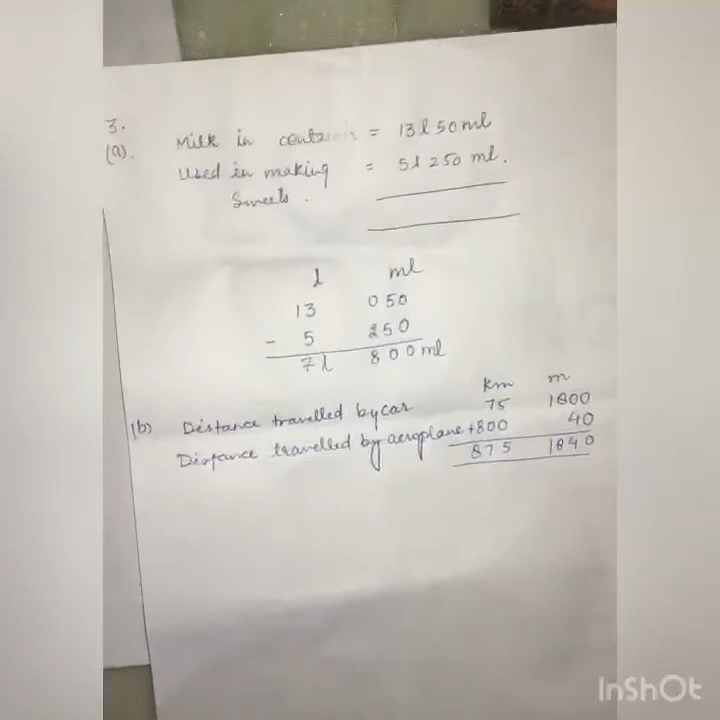 3.
(a). Milk in = 13 l 50 ml
Used in making = 5 l 250 ml.
Sweets.
l ml
13 050
- 5 250
7 l 800 ml
km m
(b) Distance travelled by car 75 1800
Distance travelled by aeroplane +800 40
875 1840
InShOt